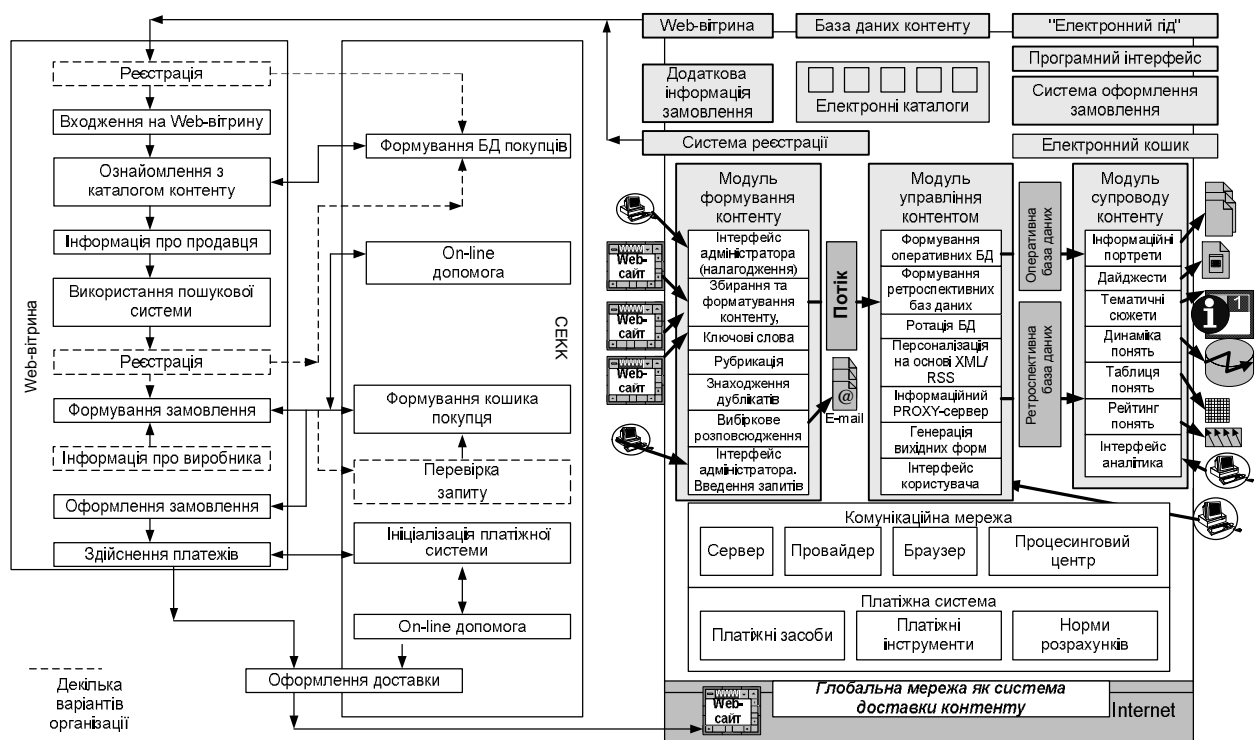 Web-вітрина
Реєстрація
Входження на Web-вітрину
Ознайомлення з
каталогом контенту
Інформація про продавця
Використання пошукової
системи
Реєстрація
Формування замовлення
Інформація про виробника
Оформлення замовлення
Здійснення платежів
Декілька
варіантів
організації
СЕКК
Формування БД покупців
On-line
допомога
Формування кошика
покупця
Перевірка
запиту
Ініціалізація платіжної
системи
On-line допомога
Оформлення доставки
Web-вітрина
База даних контенту
"Електронний гід"
Програмний інтерфейс
Додаткова
інформація
замовлення
Електронні каталоги
Система оформлення
замовлення
Система реєстрації
Електронний кошик
Модуль
формування
контенту
Інтерфейс
адміністратора
(налагодження)
Збирання та
форматування
контенту,
Ключові слова
Рубрикація
Знаходження
дублікатів
Вибіркове
розповсюдження
Інтерфейс
адміністратора.
Введення запитів
WWW
Web-
сайт
WWW
Web-
сайт
WWW
Web-
сайт
Потік
@
E-mail
Модуль
управління
контентом
Формування
оперативних БД
Формування
ретроспективних
баз даних
Ротація БД
Персоналізація
на основі XML/
RSS
Інформаційний
PROXY-сервер
Генерація
вихідних форм
Інтерфейс
користувача
Оперативна
база даних
Ретроспективна
база даних
Модуль
супроводу
контенту
Інформаційні
портрети
Дайджести
Тематичні
сюжети
Динаміка
понять
Таблиця
понять
Рейтинг
понять
Інтерфейс
аналітика
i
1
Комунікаційна мережа
Сервер
Провайдер
Браузер
Процесинговий
центр
Платіжна система
Платіжні засоби
Платіжні
інструменти
Норми
розрахунків
WWW
Web-
сайт
Глобальна мережа як система
доставки контенту
Internet